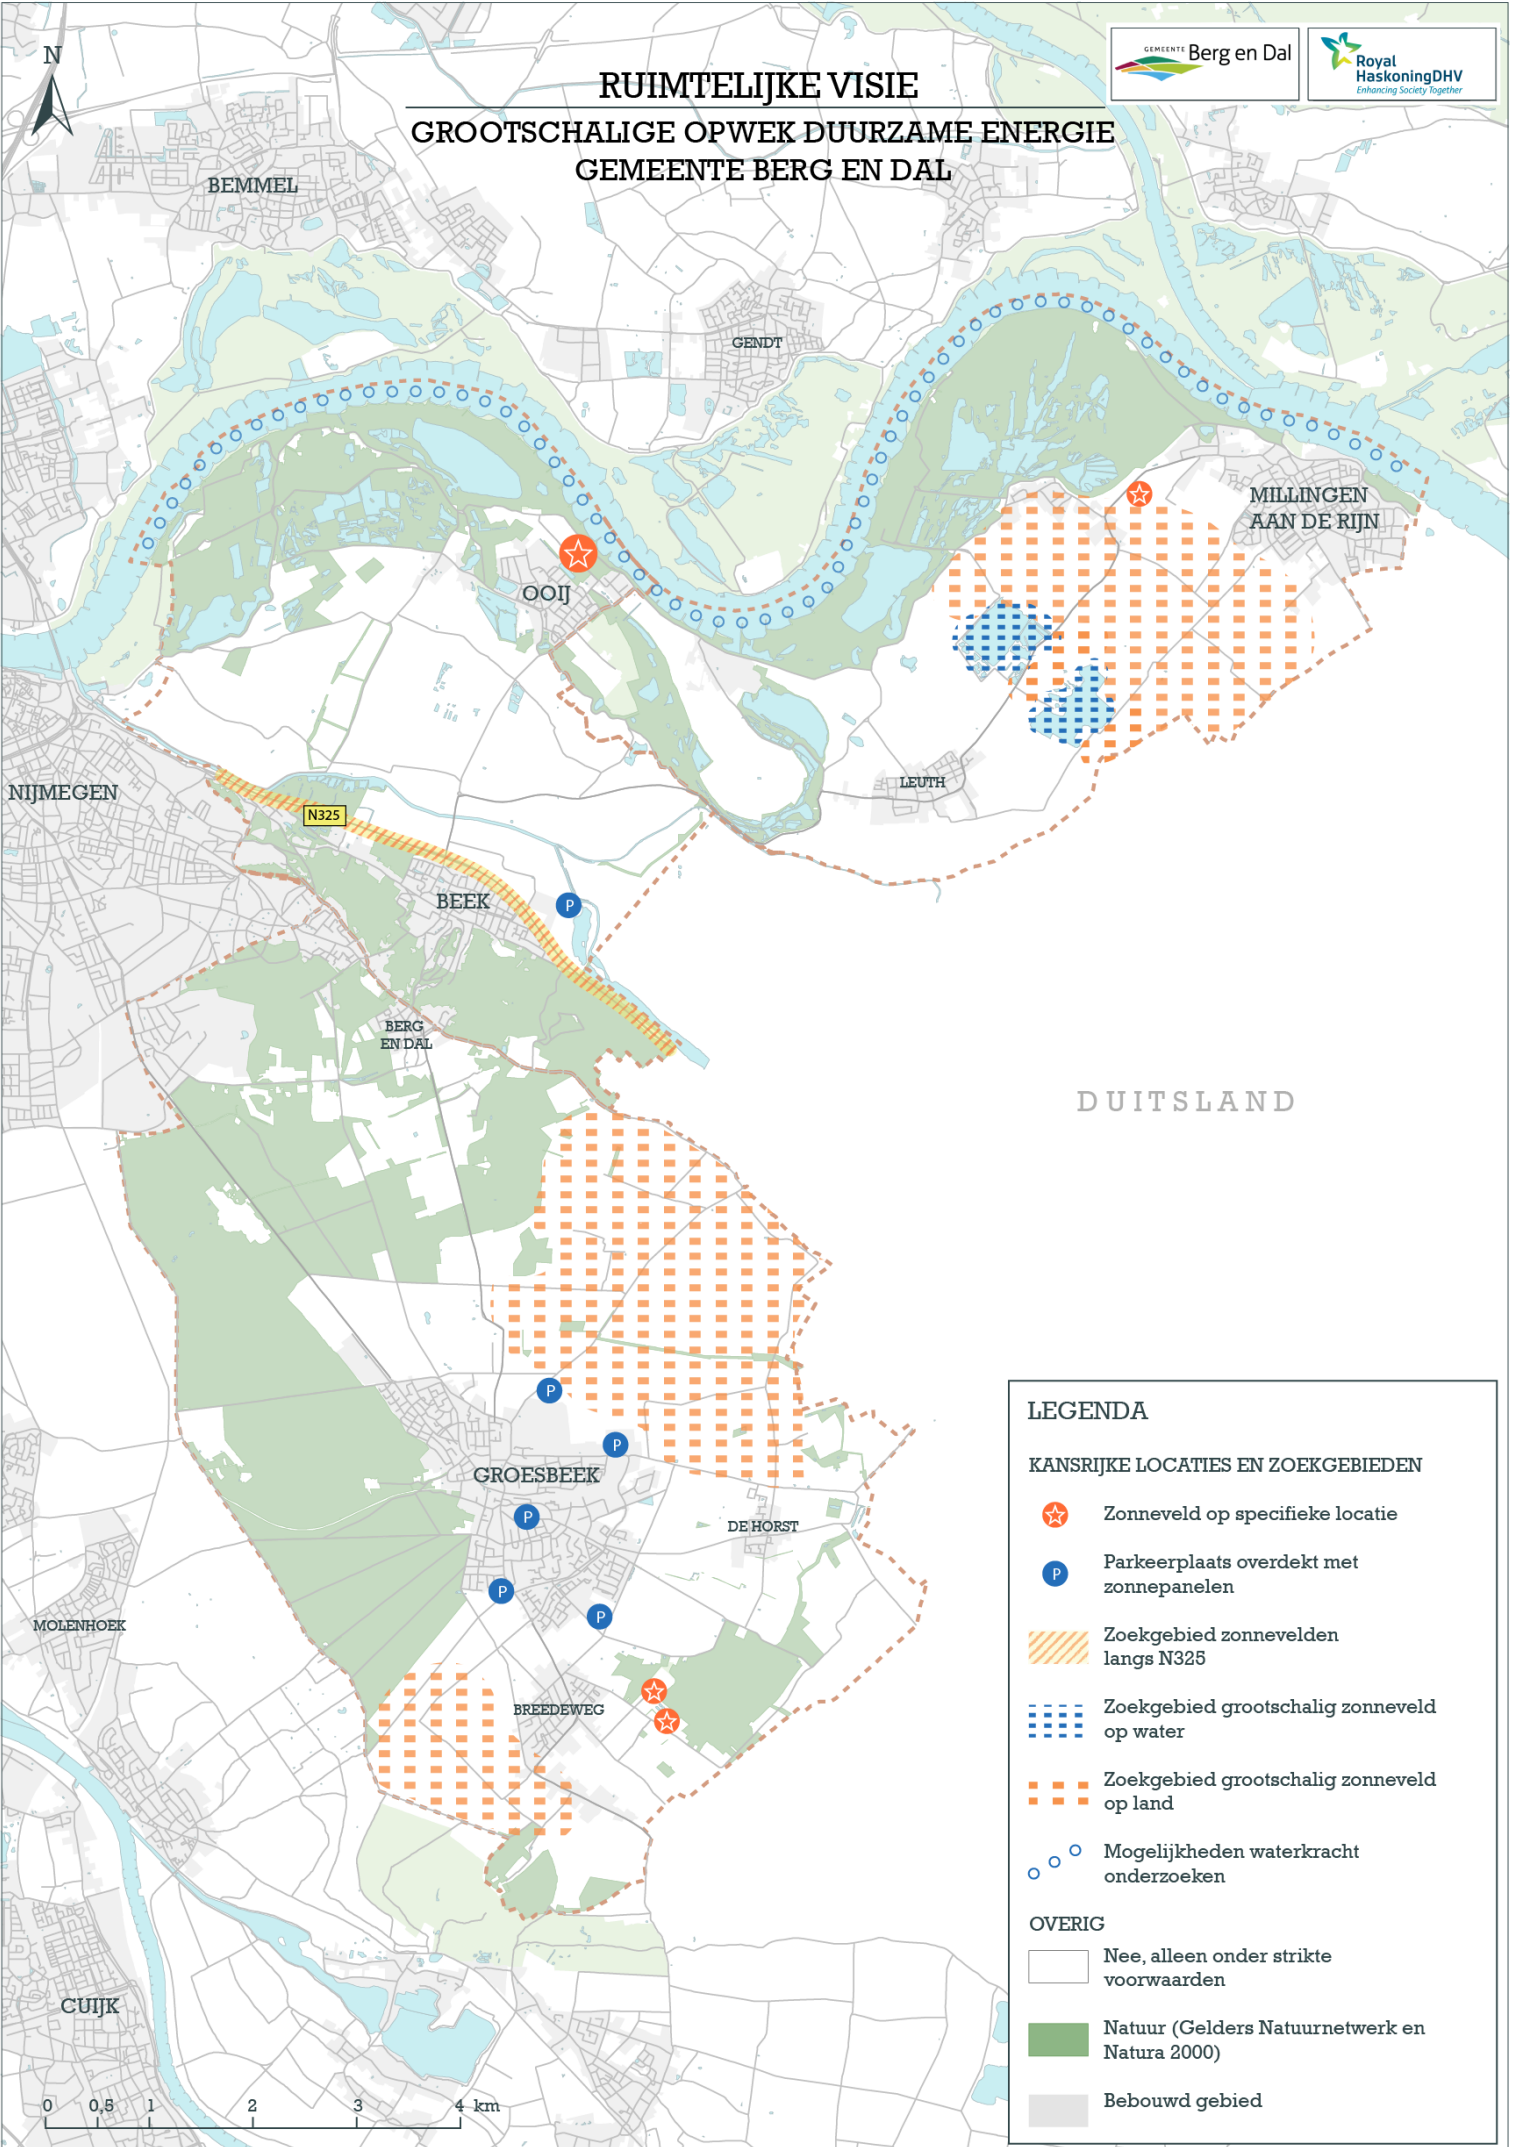 N
RUIMTELIJKE VISIE
GROOTSCHALIGE OPWEK DUURZAME ENERGIE
GEMEENTE BERG EN DAL
GEMEENTE Berg en Dal
Royal
HaskoningDHV
Enhancing Society Together
BEMMEL
GENDT
MILLINGEN
AAN DE RIJN
OOIJ
LEUTH
NIJMEGEN
N325
BEEK
P
BERG
EN DAL
DUITSLAND
P
P
GROESBEEK
P
DE HORST
P
P
MOLENHOEK
BREEDEWEG
CUIJK
0 0,5 1 2 3 4 km
LEGENDA
KANSRIJKE LOCATIES EN ZOEKGEBIEDEN
Zonneveld op specifieke locatie
P
Parkeerplaats overdekt met
zonnepanelen
Zoekgebied zonnevelden
langs N325
Zoekgebied grootschalig zonneveld
op water
Zoekgebied grootschalig zonneveld
op land
Mogelijkheden waterkracht
onderzoeken
OVERIG
Nee, alleen onder strikte
voorwaarden
Natuur (Gelders Natuurnetwerk en
Natura 2000)
Bebouwd gebied